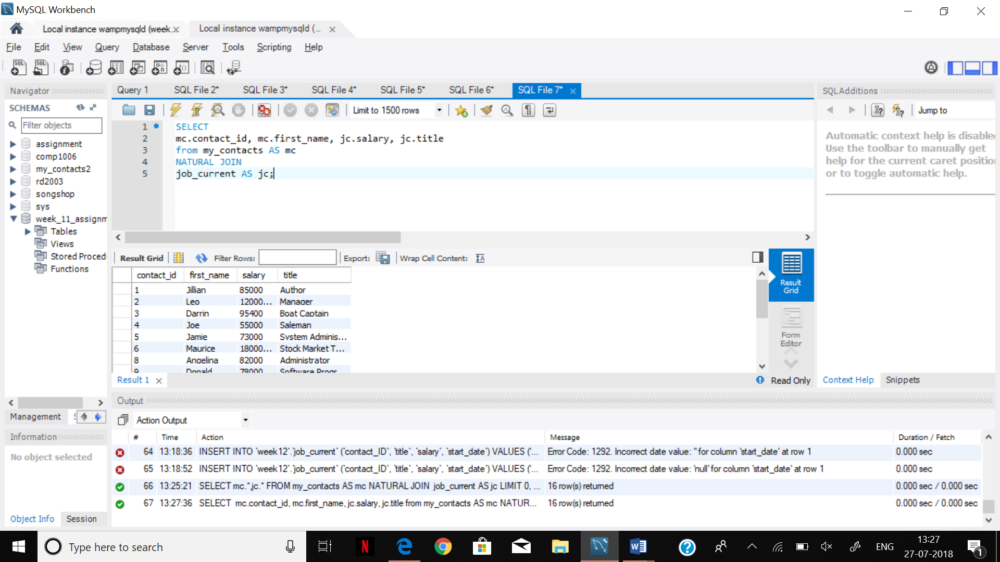 MySQL Workbench
Local instance wampmysqld (week.
Local instance wampmysqld (...
File Edit View Query Database Server Tools Scripting Help
Navigator
Query 1 SQL File 2* SQL File 3* SQL File 4* SQL File 5* SQL File 6* SQL File 7*
SQLAdditions
SCHEMAS
Limit to 1500 rows
Jump to
Filter objects
assignment
comp1006
my_contacts2
rd2003
songshop
sys
week_11_assignm
Tables
Views
Stored Proced
Functions
1 SELECT
2 mc.contact_id, mc.first_name, jc.salary, jc.title
3 from my_contacts AS mc
4 NATURAL JOIN
5 job_current AS jc;
Automatic context help is disable
Use the toolbar to manually get
help for the current caret positio
or to toggle automatic help.
Result Grid Filter Rows: Export: Wrap Cell Content:
contact_id first_name salary title
1 Jillian 85000 Author
2 Leo 12000... Manager
3 Darrin 95400 Boat Captain
4 Joe 55000 Saleman
5 Jamie 73000 System Adminis...
6 Maurice 18000... Stock Market T...
8 Angelina 82000 Administrator
9 Donald 78000 Software Progr
Result
Grid
Form
Editor
Result 1
Read Only
Context Help Snippets
Management
Information
No object selected
Object Info Session
Output
Action Output
# Time Action Message Duration / Fetch
64 13:18:36 INSERT INTO `week12`.`job_current` (`contact_ID`, `title`, `salary`, `start_date`) VALUES ('... Error Code: 1292. Incorrect date value: '' for column 'start_date' at row 1 0.000 sec
65 13:18:52 INSERT INTO `week12`.`job_current` (`contact_ID`, `title`, `salary`, `start_date`) VALUES ('... Error Code: 1292. Incorrect date value: 'null' for column 'start_date' at row 1 0.000 sec
66 13:25:21 SELECT mc.*,jc.* FROM my_contacts AS mc NATURAL JOIN job_current AS jc LIMIT 0, ... 16 row(s) returned 0.000 sec / 0.000 sec
67 13:27:36 SELECT mc.contact_id, mc.first_name, jc.salary, jc.title from my_contacts AS mc NATUR... 16 row(s) returned 0.000 sec / 0.000 sec
Type here to search
ENG
13:27
27-07-2018
1